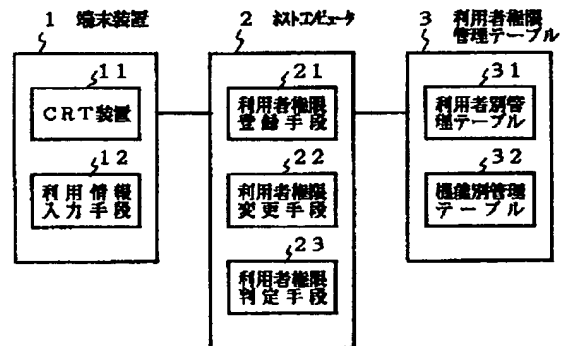 1 端末装置
2 ホストコンピュータ
3 利用者権限
管理テーブル
11
CRT装置
12
利用情報
入力手段
21
利用者権限
登録手段
22
利用者権限
変更手段
23
利用者権限
判定手段
31
利用者別管
理テーブル
32
機能別管理
テーブル